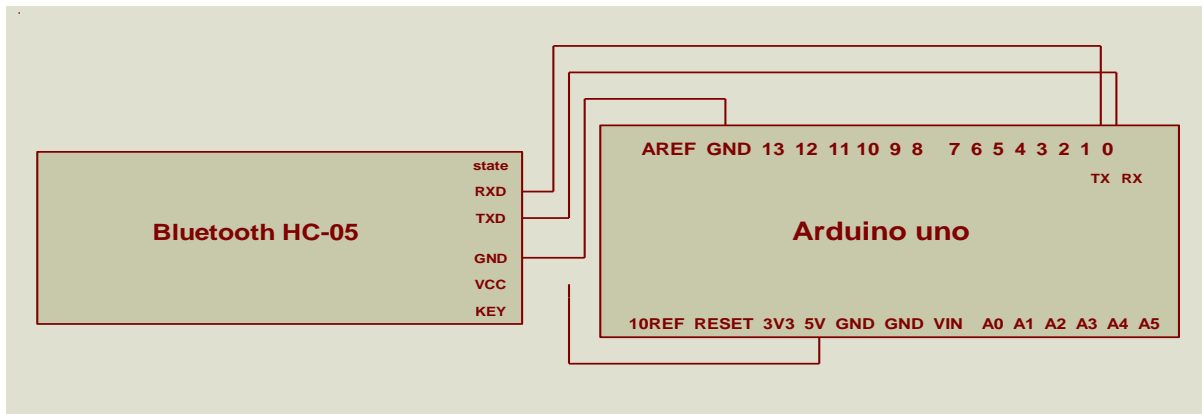 state
RXD
TXD
Bluetooth HC-05
GND
VCC
KEY
AREF GND 13 12 11 10 9 8 7 6 5 4 3 2 1 0
TX RX
Arduino uno
10REF RESET 3V3 5V GND GND VIN A0 A1 A2 A3 A4 A5